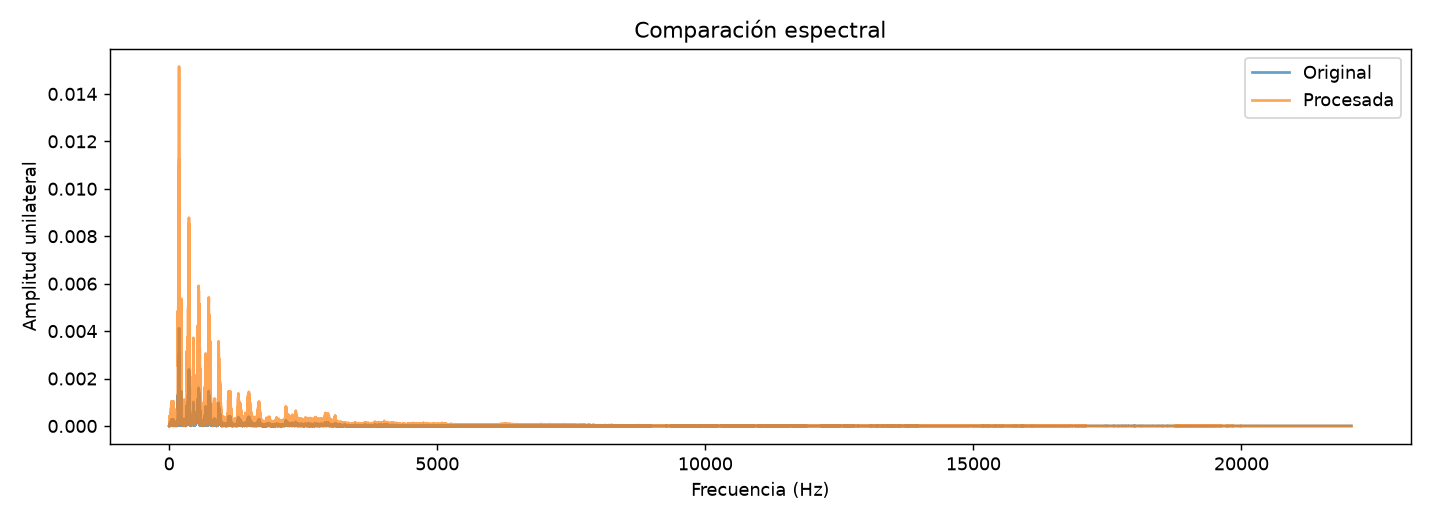 Comparación espectral
Original
Procesada
Amplitud unilateral
0.014
0.012
0.010
0.008
0.006
0.004
0.002
0.000
0
5000
10000
15000
20000
Frecuencia (Hz)